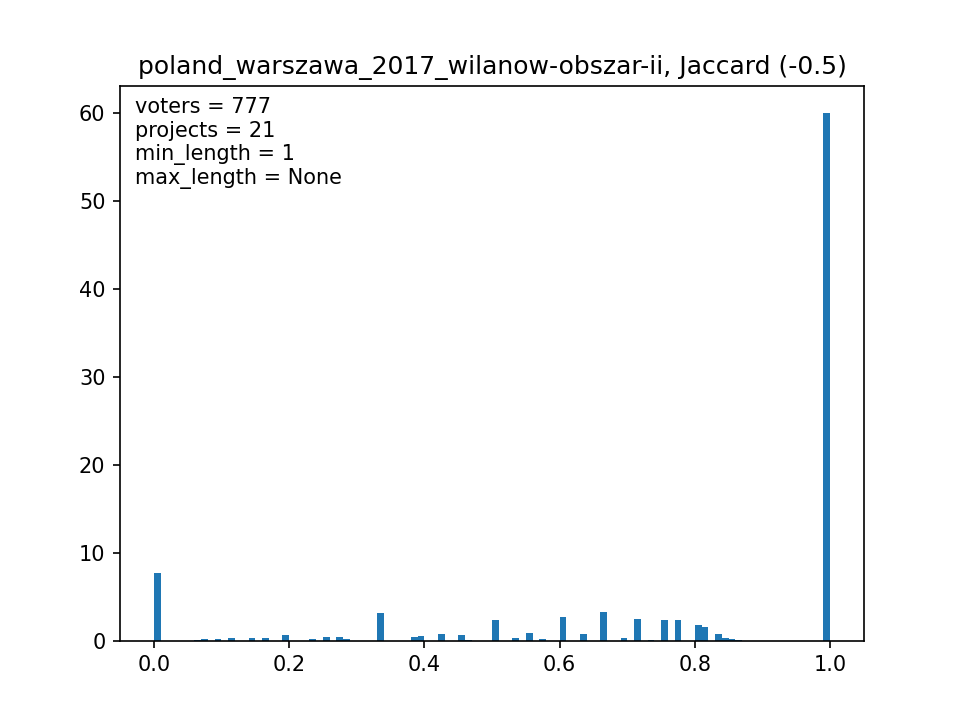 poland_warszawa_2017_wilanow-obszar-ii, Jaccard (-0.5)
voters = 777
projects = 21
min_length = 1
max_length = None
60
50
40
30
20
10
0
0.0 0.2 0.4 0.6 0.8 1.0